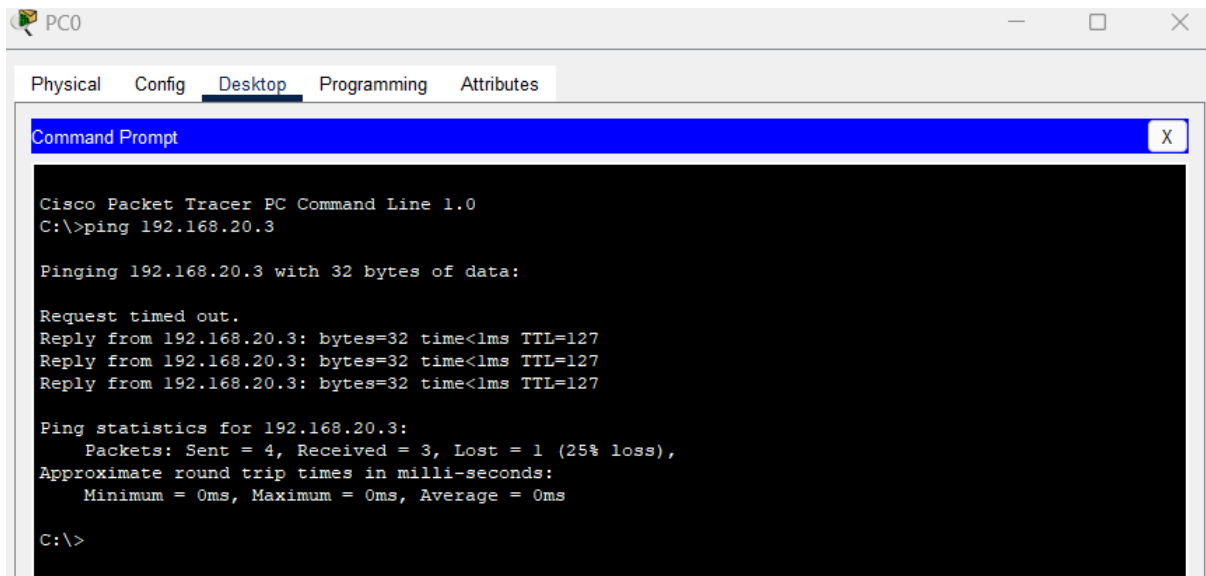 PC0
Physical Config Desktop Programming Attributes
Command Prompt X
Cisco Packet Tracer PC Command Line 1.0
C:\>ping 192.168.20.3
Pinging 192.168.20.3 with 32 bytes of data:
Request timed out.
Reply from 192.168.20.3: bytes=32 time<1ms TTL=127
Reply from 192.168.20.3: bytes=32 time<1ms TTL=127
Reply from 192.168.20.3: bytes=32 time<1ms TTL=127
Ping statistics for 192.168.20.3:
Packets: Sent = 4, Received = 3, Lost = 1 (25% loss),
Approximate round trip times in milli-seconds:
Minimum = 0ms, Maximum = 0ms, Average = 0ms
C:\>